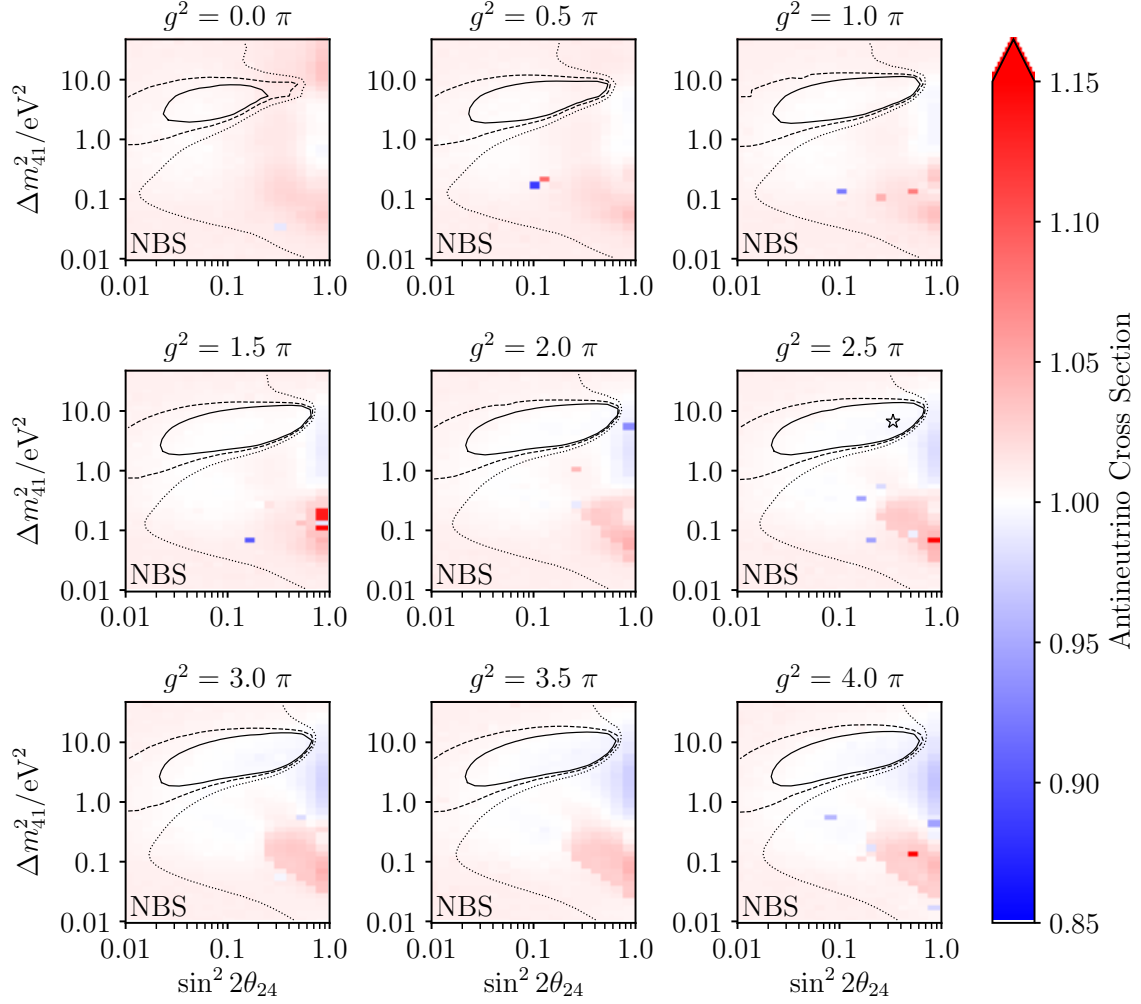 g² = 0.0 π
g² = 0.5 π
g² = 1.0 π
Δm²₄₁/eV²
10.0
1.0
0.1
0.01
NBS
NBS
NBS
0.01 0.1 1.0
0.01 0.1 1.0
0.01 0.1 1.0
g² = 1.5 π
g² = 2.0 π
g² = 2.5 π
Δm²₄₁/eV²
10.0
1.0
0.1
0.01
NBS
NBS
NBS
0.01 0.1 1.0
0.01 0.1 1.0
0.01 0.1 1.0
g² = 3.0 π
g² = 3.5 π
g² = 4.0 π
Δm²₄₁/eV²
10.0
1.0
0.1
0.01
NBS
NBS
NBS
0.01 0.1 1.0
0.01 0.1 1.0
0.01 0.1 1.0
sin² 2θ₂₄
sin² 2θ₂₄
sin² 2θ₂₄
1.15
1.10
1.05
1.00
0.95
0.90
0.85
Antineutrino Cross Section